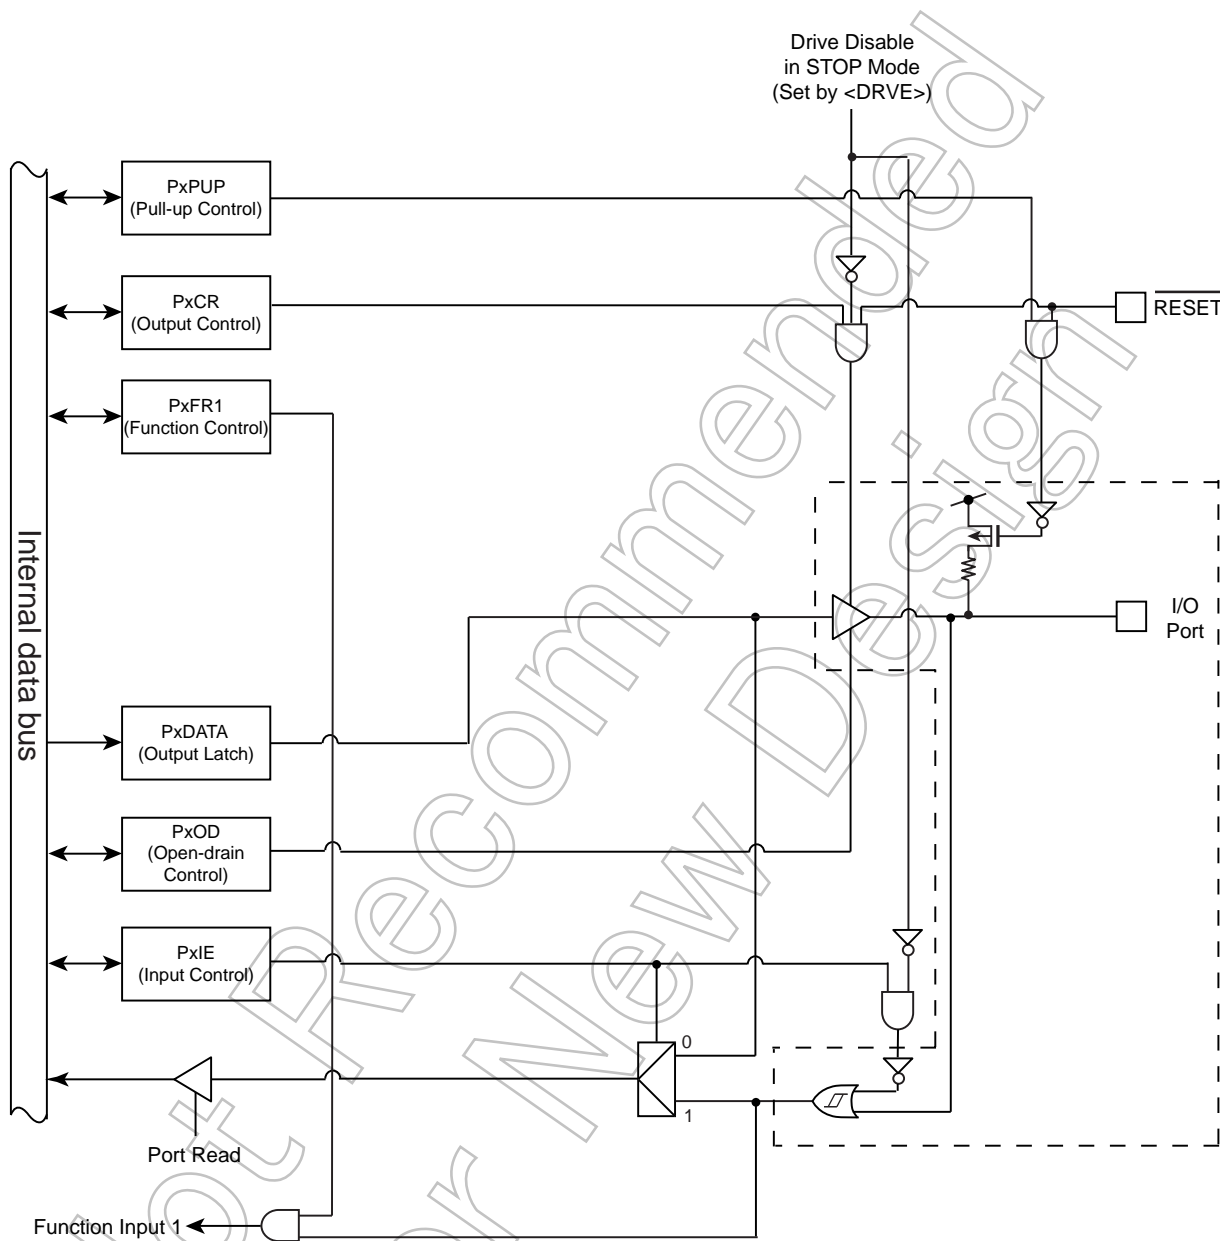 Drive Disable
in STOP Mode
(Set by <DRVE>)
PxPUP
(Pull-up Control)
PxCR
(Output Control)
RESET
PxFR1
(Function Control)
Internal data bus
I/O
Port
PxDATA
(Output Latch)
PxOD
(Open-drain
Control)
PxIE
(Input Control)
0
1
Port Read
Function Input 1
Not Recommended
for New Design